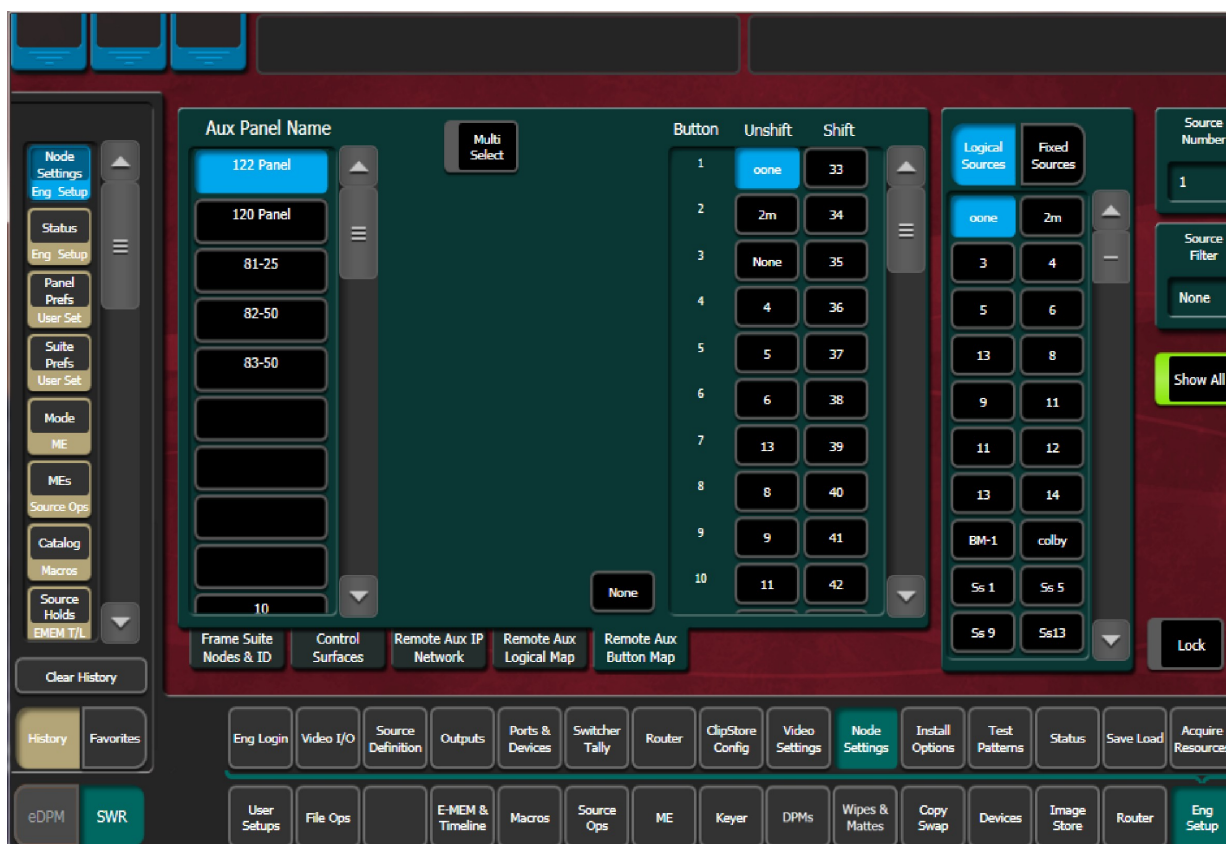 Node
Settings
Eng Setup
Status
Eng Setup
Panel
Prefs
User Set
Suite
Prefs
User Set
Mode
ME
MEs
Source Ops
Catalog
Macros
Source
Holds
EMEM T/L
Clear History
History
Favorites
eDPM
SWR
Aux Panel Name
122 Panel
120 Panel
81-25
82-50
83-50
10
Multi
Select
None
Button Unshift Shift
1 oone 33
2 2m 34
3 None 35
4 4 36
5 5 37
6 6 38
7 13 39
8 8 40
9 9 41
10 11 42
Logical
Sources
Fixed
Sources
oone 2m
3 4
5 6
13 8
9 11
11 12
13 14
BM-1 colby
Ss 1 Ss 5
Ss 9 Ss13
Source
Number
1
Source
Filter
None
Show All
Lock
Frame Suite
Nodes & ID
Control
Surfaces
Remote Aux IP
Network
Remote Aux
Logical Map
Remote Aux
Button Map
Eng Login
Video I/O
Source
Definition
Outputs
Ports &
Devices
Switcher
Tally
Router
ClipStore
Config
Video
Settings
Node
Settings
Install
Options
Test
Patterns
Status
Save Load
Acquire
Resources
User
Setups
File Ops
E-MEM &
Timeline
Macros
Source
Ops
ME
Keyer
DPMs
Wipes &
Mattes
Copy
Swap
Devices
Image
Store
Router
Eng
Setup